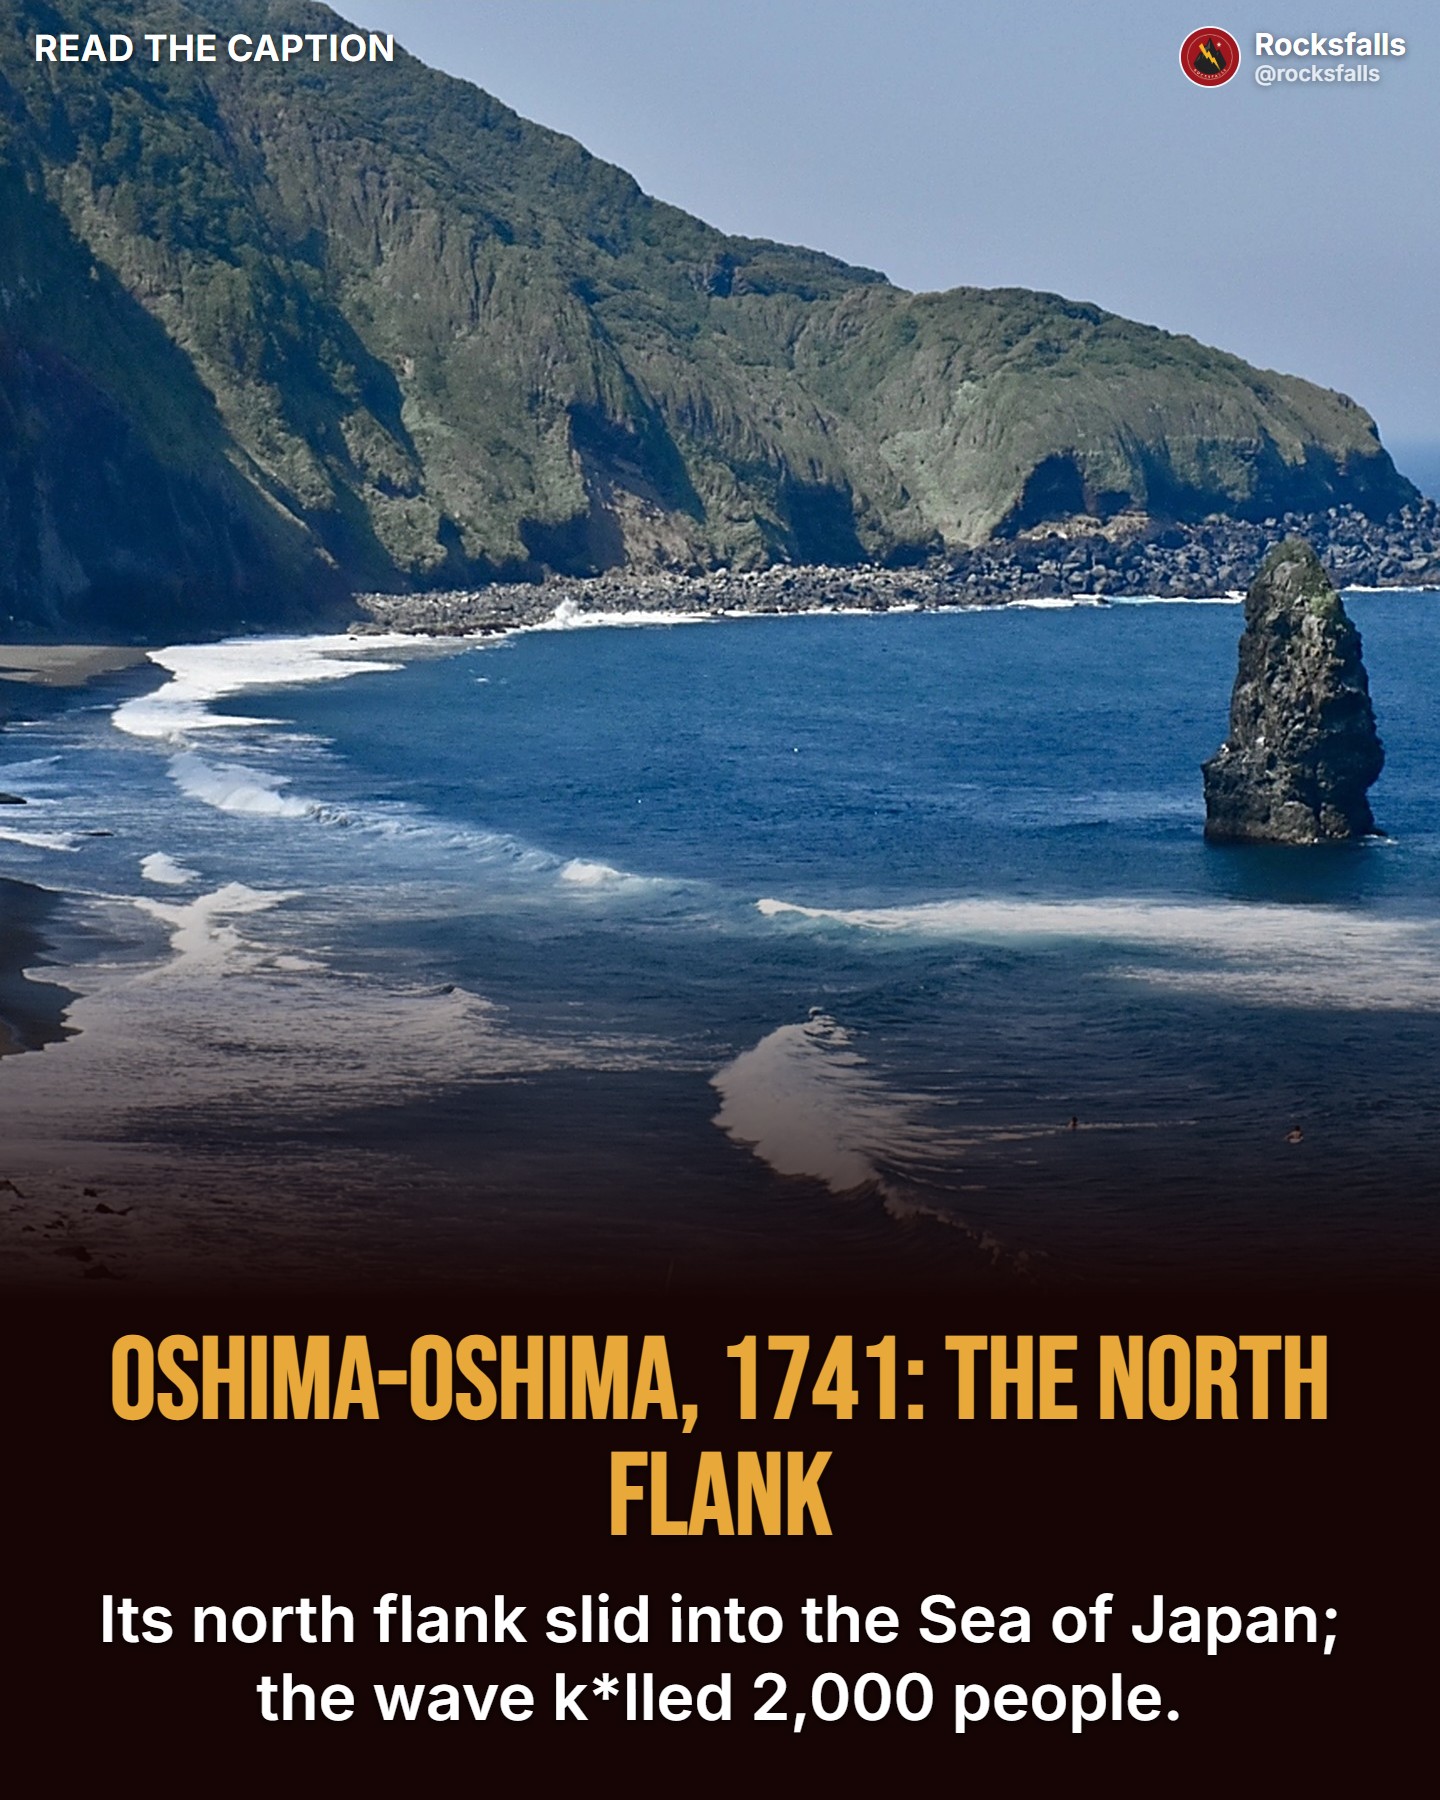 READ THE CAPTION
Rocksfalls
@rocksfalls
OSHIMA-OSHIMA, 1741: THE NORTH
FLANK
Its north flank slid into the Sea of Japan;
the wave k*lled 2,000 people.